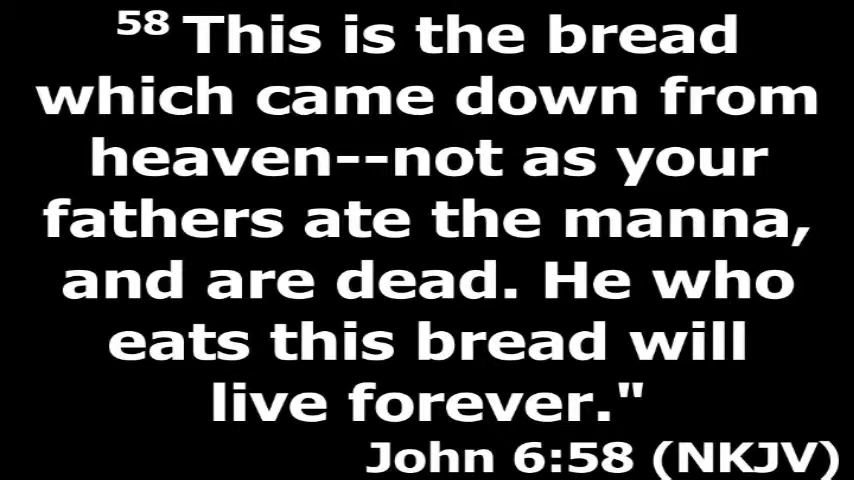 58 This is the bread
which came down from
heaven--not as your
fathers ate the manna,
and are dead. He who
eats this bread will
live forever."
John 6:58 (NKJV)